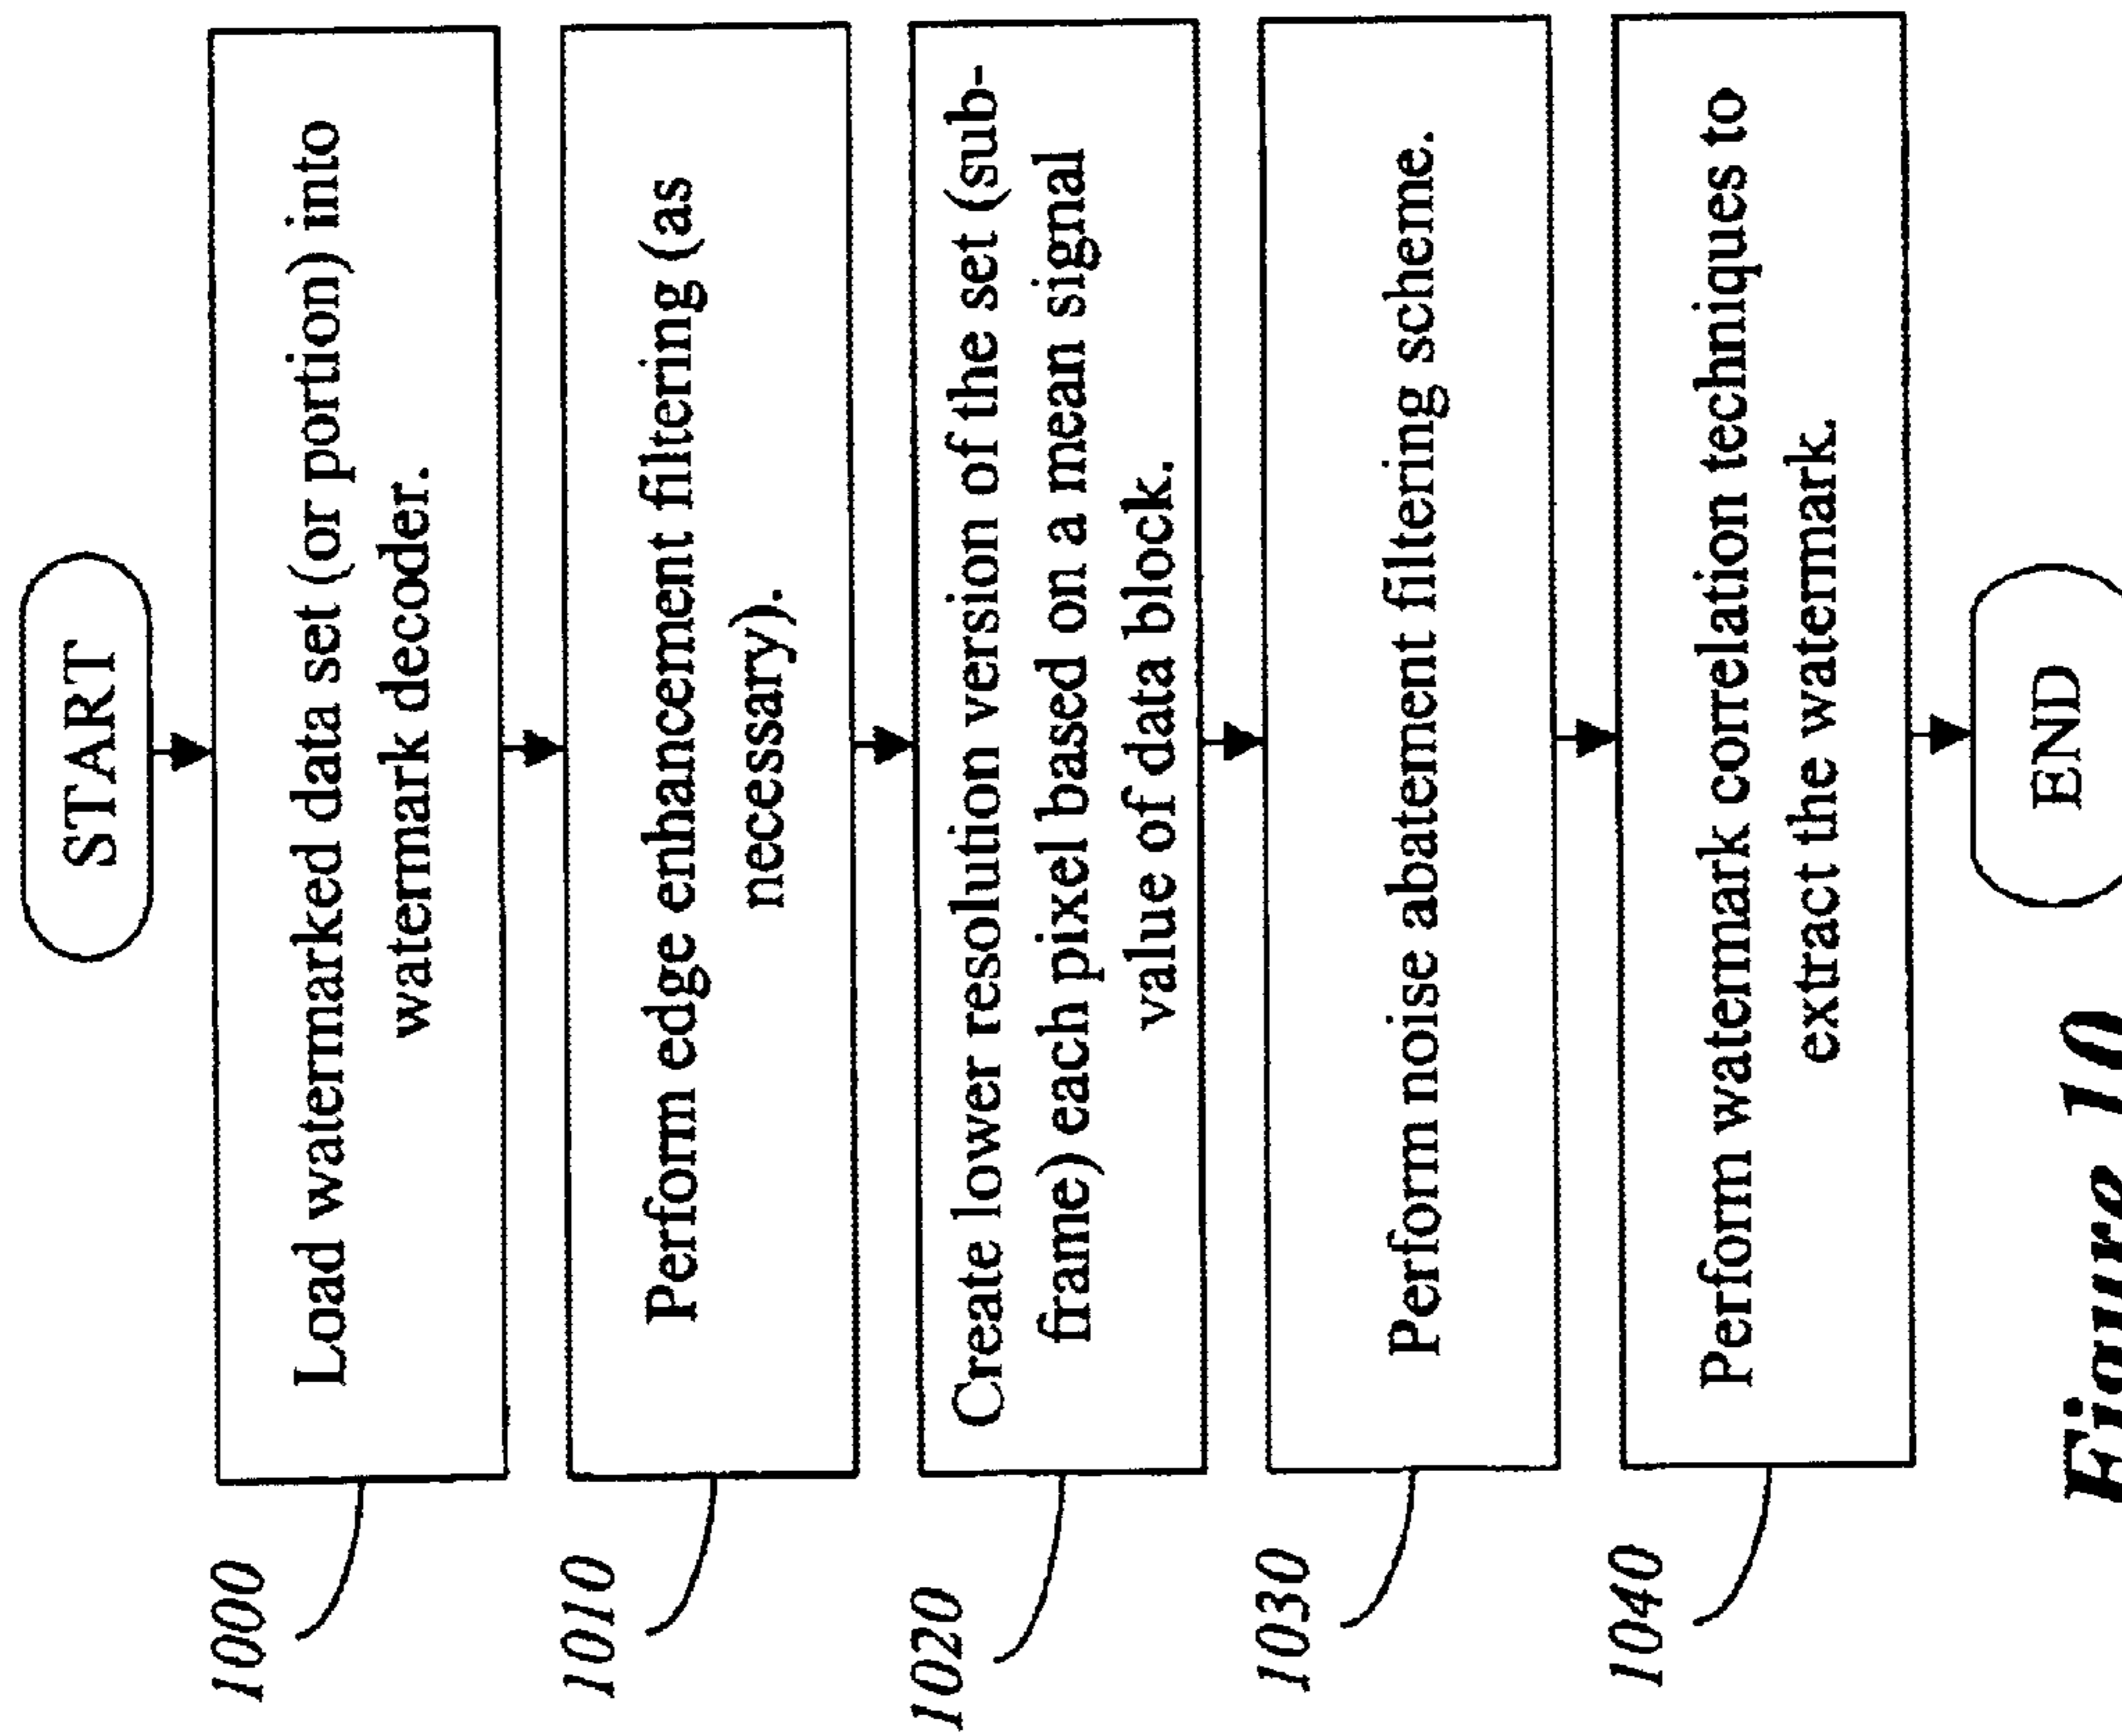 START
1000
Load watermarked data set (or portion) into
watermark decoder.
1010
Perform edge enhancement filtering (as
necessary).
1020
Create lower resolution version of the set (sub-
frame) each pixel based on a mean signal
value of data block.
1030
Perform noise abatement filtering scheme.
1040
Perform watermark correlation techniques to
extract the watermark.
END
Figure 10